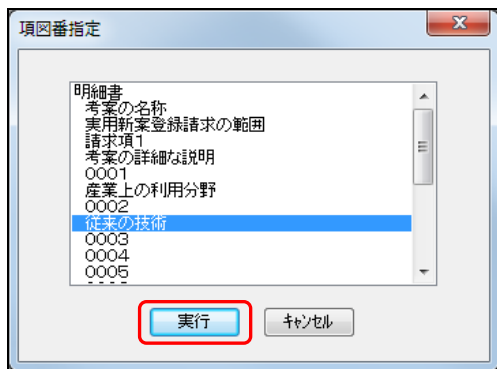 項図番指定
明細書
考案の名称
実用新案登録請求の範囲
請求項1
考案の詳細な説明
0001
産業上の利用分野
0002
従来の技術
0003
0004
0005
実行
キャンセル